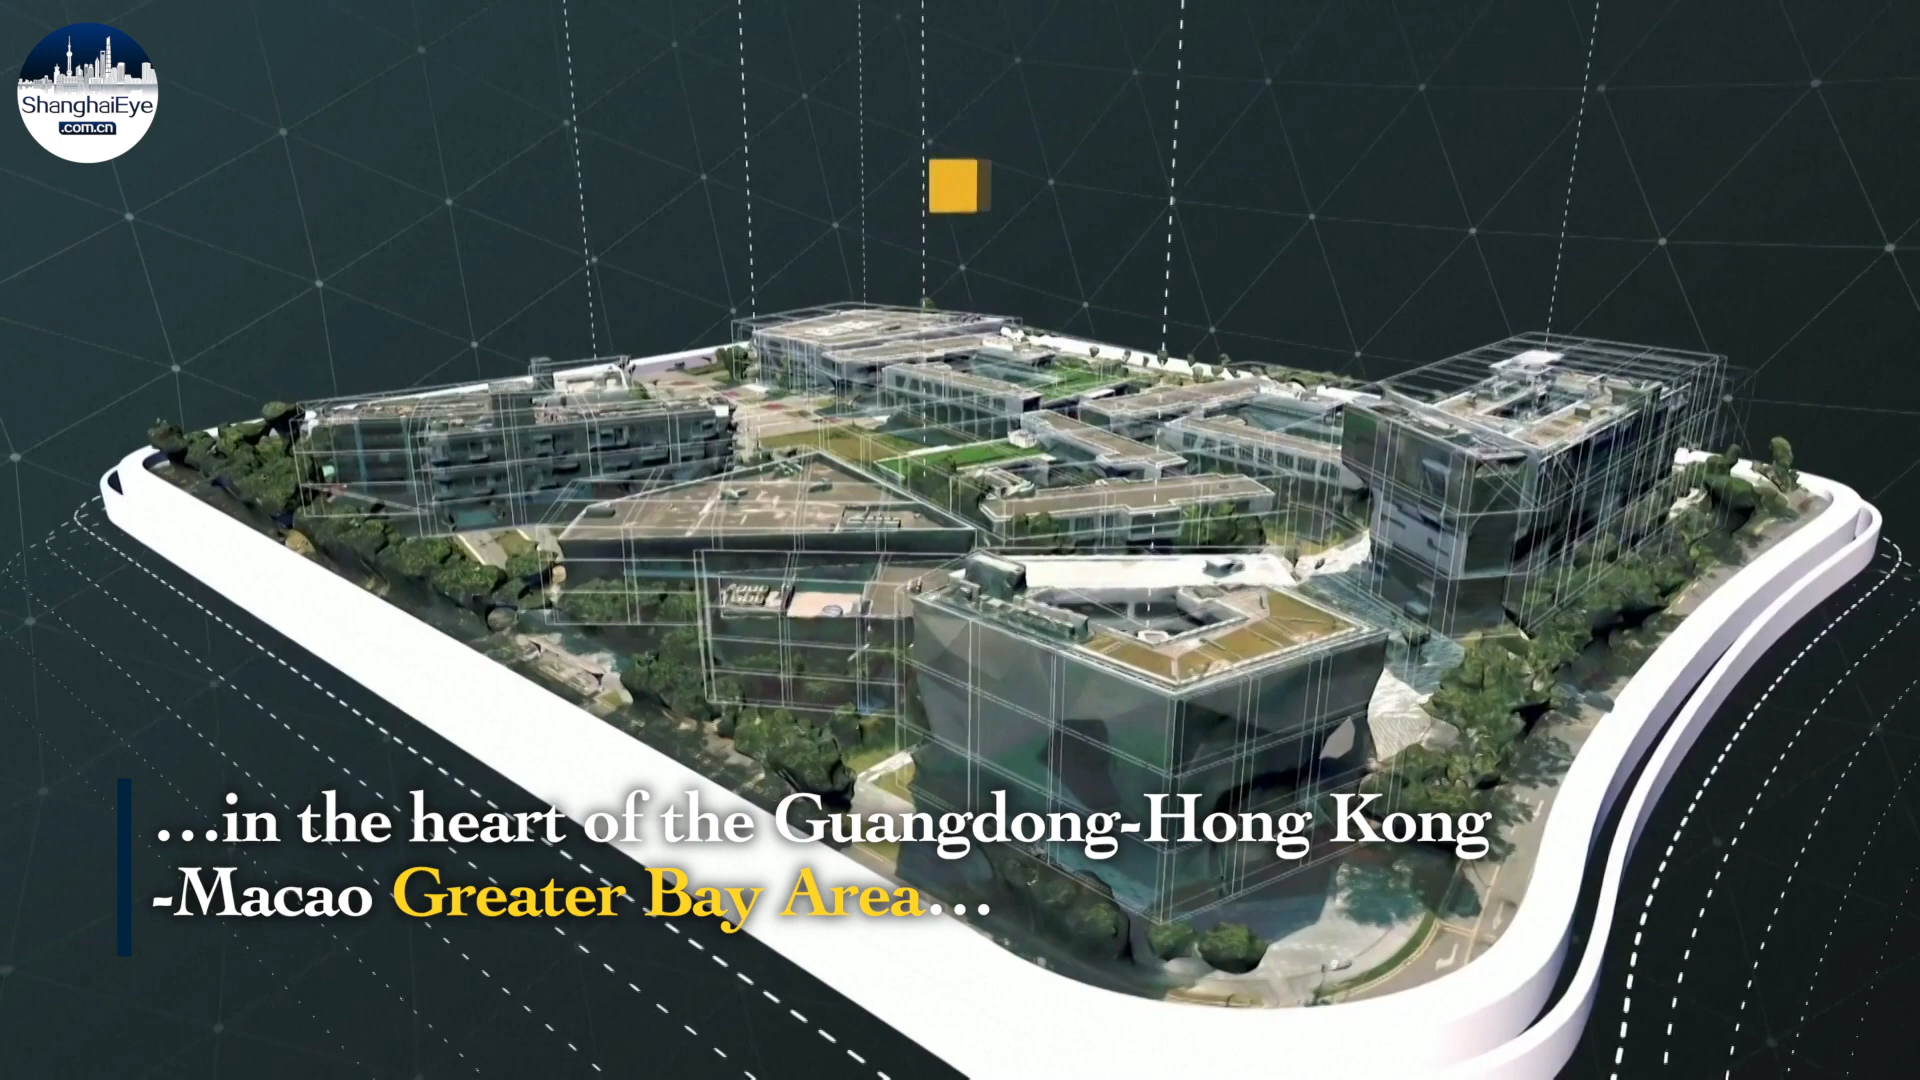 ShanghaiEye
.com.cn
…in the heart of the Guangdong-Hong Kong
-Macao Greater Bay Area…